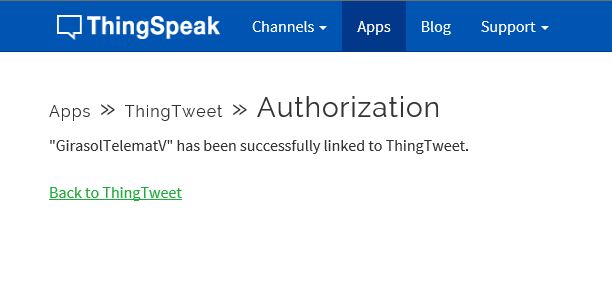 ThingSpeak Channels Apps Blog Support
Apps » ThingTweet » Authorization
"GirasolTelematV" has been successfully linked to ThingTweet.
Back to ThingTweet